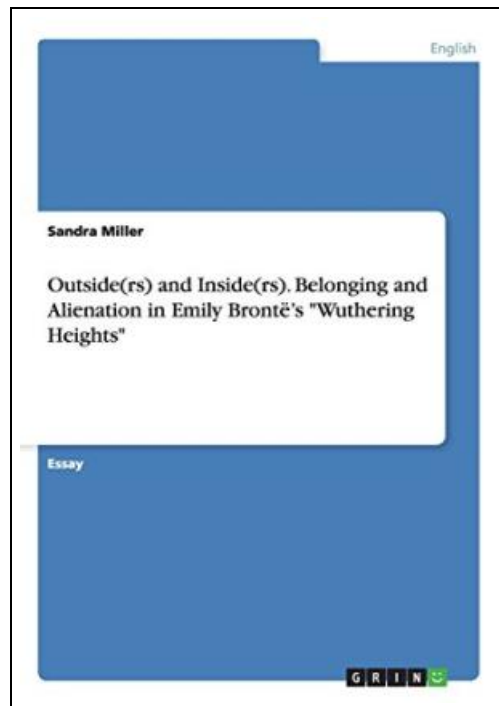 English
Sandra Miller
Outside(rs) and Inside(rs). Belonging and
Alienation in Emily Brontë's "Wuthering
Heights"
Essay
GRIN